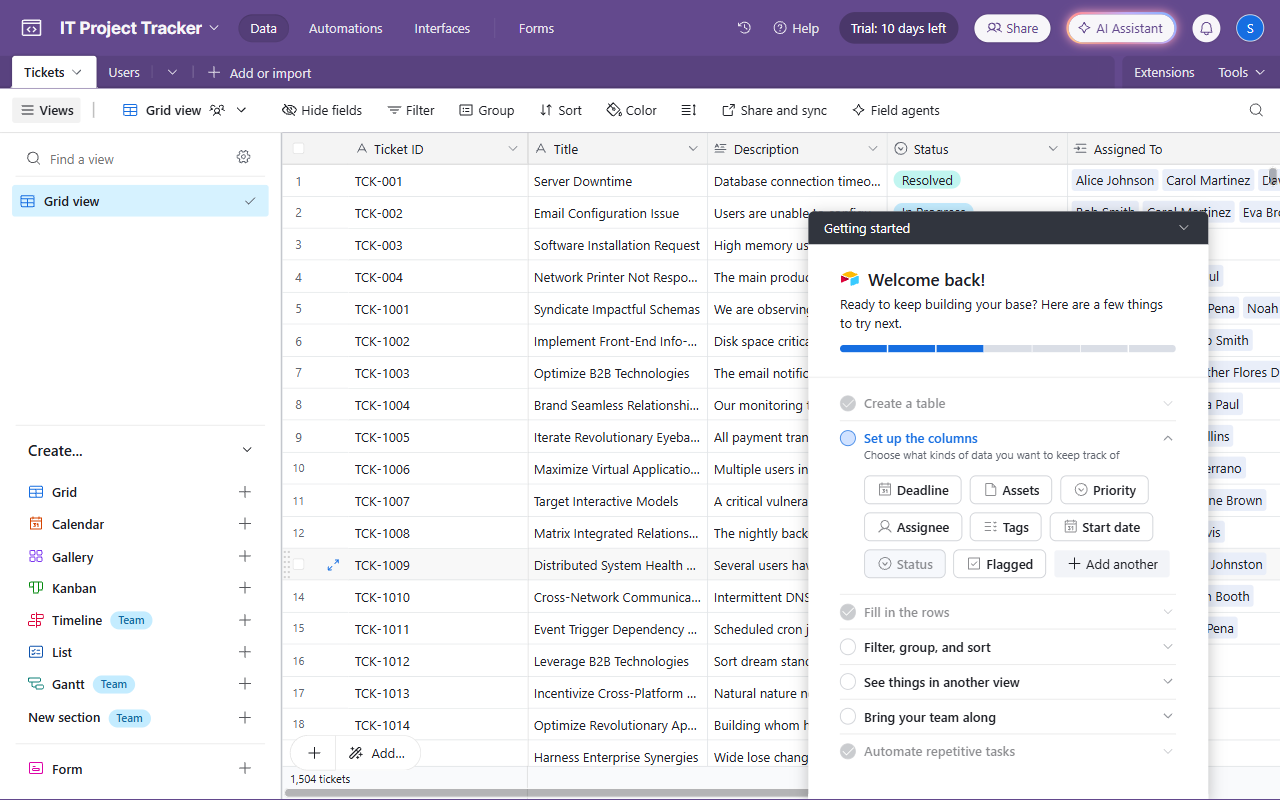 IT Project Tracker
Data
Automations
Interfaces
Forms
Help
Trial: 10 days left
Share
AI Assistant
S
Tickets
Users
Add or import
Extensions
Tools
Views
Grid view
Hide fields
Filter
Group
Sort
Color
Share and sync
Field agents
Find a view
Grid view
Create...
Grid
Calendar
Gallery
Kanban
Timeline Team
List
Gantt Team
New section Team
Form
Ticket ID Title Description Status Assigned To
1 TCK-001 Server Downtime Database connection timeo... Resolved Alice Johnson Carol Martinez
2 TCK-002 Email Configuration Issue Users are unable In Progress Bob Smith Carol Martinez Eva Br
3 TCK-003 Software Installation Request High memory us
4 TCK-004 Network Printer Not Respo... The main produc ul
5 TCK-1001 Syndicate Impactful Schemas We are observing Pena Noah
6 TCK-1002 Implement Front-End Info-... Disk space critica Smith
7 TCK-1003 Optimize B2B Technologies The email notific ther Flores D
8 TCK-1004 Brand Seamless Relationshi... Our monitoring Paul
9 TCK-1005 Iterate Revolutionary Eyeba... All payment tran llins
10 TCK-1006 Maximize Virtual Applicatio... Multiple users in errano
11 TCK-1007 Target Interactive Models A critical vulnera ne Brown
12 TCK-1008 Matrix Integrated Relations... The nightly back vis
TCK-1009 Distributed System Health ... Several users hav Johnston
14 TCK-1010 Cross-Network Communica... Intermittent DNS Booth
15 TCK-1011 Event Trigger Dependency ... Scheduled cron j Pena
16 TCK-1012 Leverage B2B Technologies Sort dream stand
17 TCK-1013 Incentivize Cross-Platform ... Natural nature n
18 TCK-1014 Optimize Revolutionary Ap... Building whom h
Harness Enterprise Synergies Wide lose chang
Add...
1,504 tickets
Getting started
Welcome back!
Ready to keep building your base? Here are a few things
to try next.
Create a table
Set up the columns
Choose what kinds of data you want to keep track of
Deadline
Assets
Priority
Assignee
Tags
Start date
Status
Flagged
Add another
Fill in the rows
Filter, group, and sort
See things in another view
Bring your team along
Automate repetitive tasks